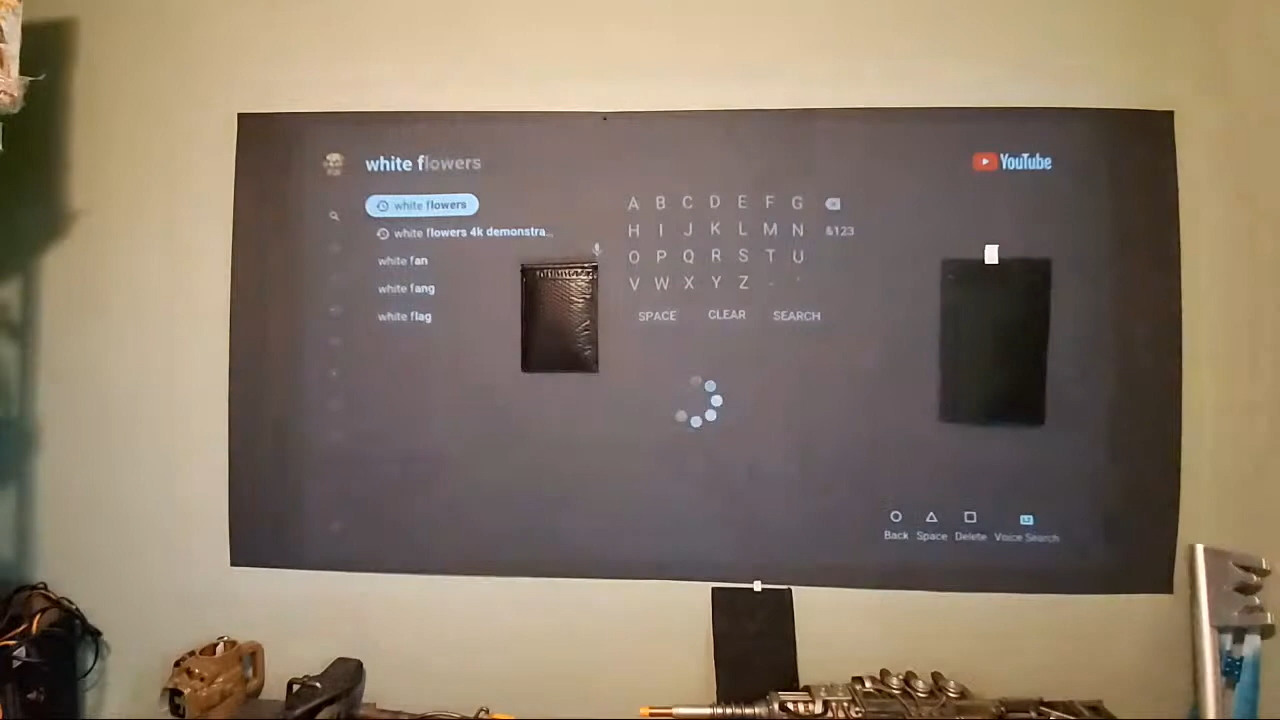 white flowers
YouTube
white flowers
white flowers 4k demonstra...
white fan
white fang
white flag
A B C D E F G
H I J K L M N &123
O P Q R S T U
V W X Y Z - '
SPACE CLEAR SEARCH
Back Space Delete Voice Search